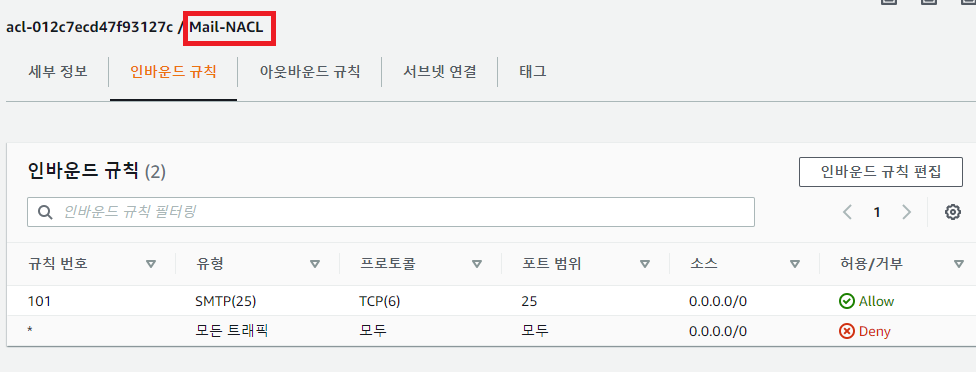 acl-012c7ecd47f93127c / Mail-NACL
세부 정보 인바운드 규칙 아웃바운드 규칙 서브넷 연결 태그
인바운드 규칙 (2) 인바운드 규칙 편집
인바운드 규칙 필터링 1
규칙 번호 유형 프로토콜 포트 범위 소스 허용/거부
101 SMTP(25) TCP(6) 25 0.0.0.0/0 Allow
* 모든 트래픽 모두 모두 0.0.0.0/0 Deny